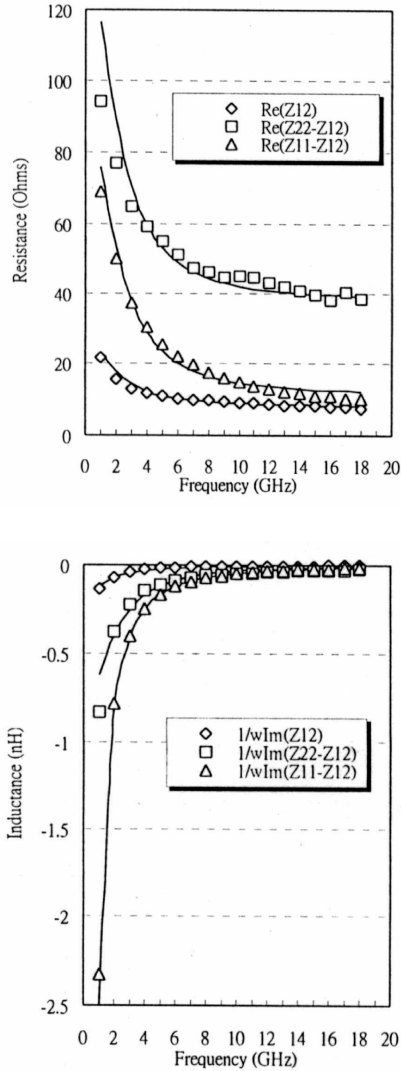 120
100
80
60
40
20
0
Resistance (Ohms)
Re(Z12)
Re(Z22-Z12)
Re(Z11-Z12)
0 2 4 6 8 10 12 14 16 18 20
Frequency (GHz)
0
-0.5
-1
-1.5
-2
-2.5
Inductance (nH)
1/wIm(Z12)
1/wIm(Z22-Z12)
1/wIm(Z11-Z12)
0 2 4 6 8 10 12 14 16 18 20
Frequency (GHz)